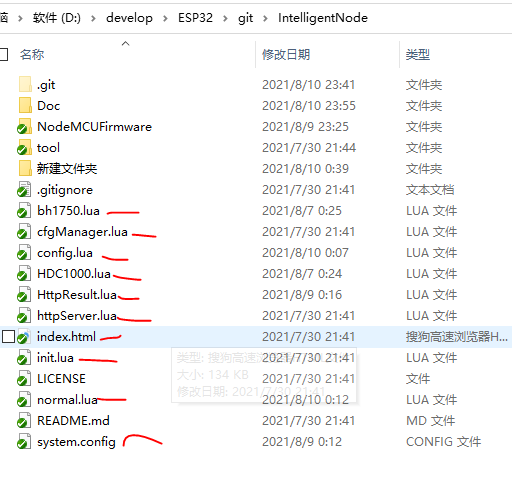 脑 > 软件 (D:) > develop > ESP32 > git > IntelligentNode
名称 修改日期 类型
.git 2021/8/10 23:41 文件夹
Doc 2021/8/10 23:55 文件夹
NodeMCUFirmware 2021/8/9 23:25 文件夹
tool 2021/7/30 21:44 文件夹
新建文件夹 2021/8/10 0:39 文件夹
.gitignore 2021/7/30 21:41 文本文档
bh1750.lua 2021/8/7 0:25 LUA 文件
cfgManager.lua 2021/7/30 21:41 LUA 文件
config.lua 2021/8/10 0:07 LUA 文件
HDC1000.lua 2021/8/7 0:24 LUA 文件
HttpResult.lua 2021/8/9 0:16 LUA 文件
httpServer.lua 2021/7/30 21:41 LUA 文件
index.html 2021/7/30 21:41 搜狗高速浏览器H...
init.lua 2021/7/30 21:41 LUA 文件
类型: 搜狗高速浏览器
大小: 134 KB
修改日期: 2021/7/30 21:41
LICENSE 2021/7/30 21:41 文件
normal.lua 2021/8/10 0:12 LUA 文件
README.md 2021/7/30 21:41 MD 文件
system.config 2021/8/9 0:12 CONFIG 文件